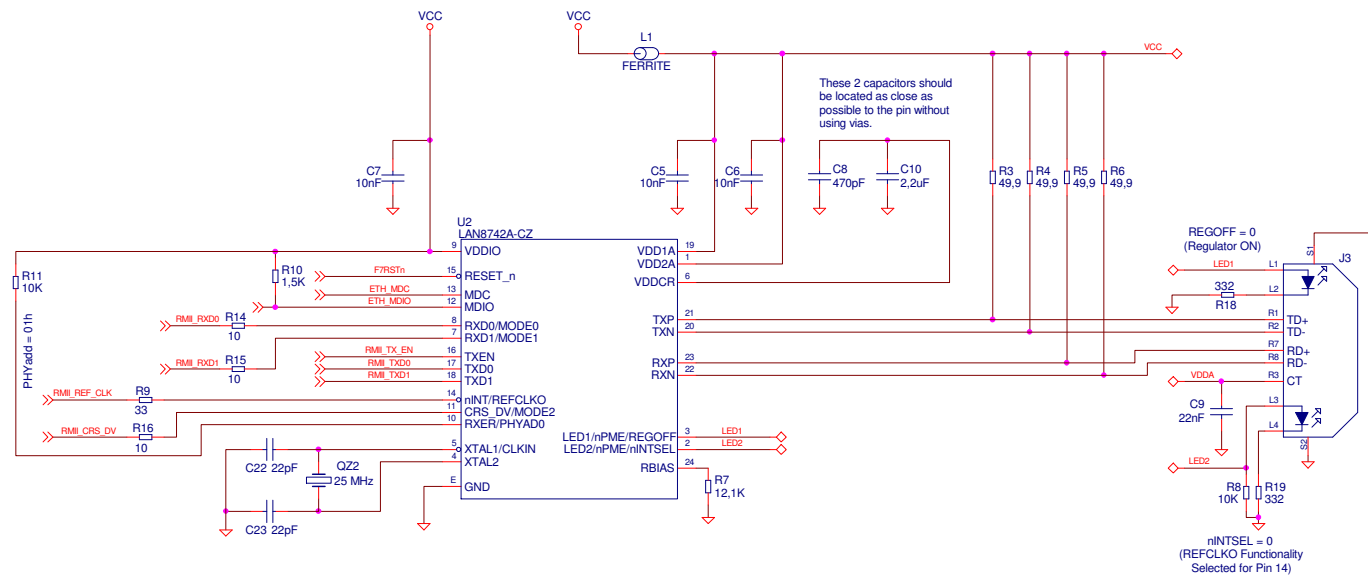 VCC
VCC
L1
FERRITE
VCC
These 2 capacitors should
be located as close as
possible to the pin without
using vias.
C7
10nF
C5
10nF
C6
10nF
C8
470pF
C10
2,2uF
R3
49,9
R4
49,9
R5
49,9
R6
49,9
U2
LAN8742A-CZ
R11
10K
PHYadd = 01h
R10
1,5K
F7RSTn
ETH_MDC
ETH_MDIO
RMII_RXD0
R14
10
RMII_RXD1
R15
10
RMII_TX_EN
RMII_TXD0
RMII_TXD1
RMII_REF_CLK
R9
33
RMII_CRS_DV
R16
10
C22 22pF
QZ2
25 MHz
C23 22pF
9 VDDIO
15 RESET_n
13 MDC
12 MDIO
8 RXD0/MODE0
7 RXD1/MODE1
16 TXEN
17 TXD0
18 TXD1
14 nINT/REFCLKO
11 CRS_DV/MODE2
10 RXER/PHYAD0
5 XTAL1/CLKIN
4 XTAL2
E GND
VDD1A 19
VDD2A 1
VDDCR 6
TXP 21
TXN 20
RXP 23
RXN 22
LED1/nPME/REGOFF 3 LED1
LED2/nPME/nINTSEL 2 LED2
RBIAS 24
R7
12,1K
REGOFF = 0
(Regulator ON)
LED1
332
R18
VDDA
C9
22nF
LED2
R8
10K
R19
332
J3
S1
L1
L2
R1 TD+
R2 TD-
R7 RD+
R8 RD-
R3 CT
L3
L4
S2
nINTSEL = 0
(REFCLKO Functionality
Selected for Pin 14)